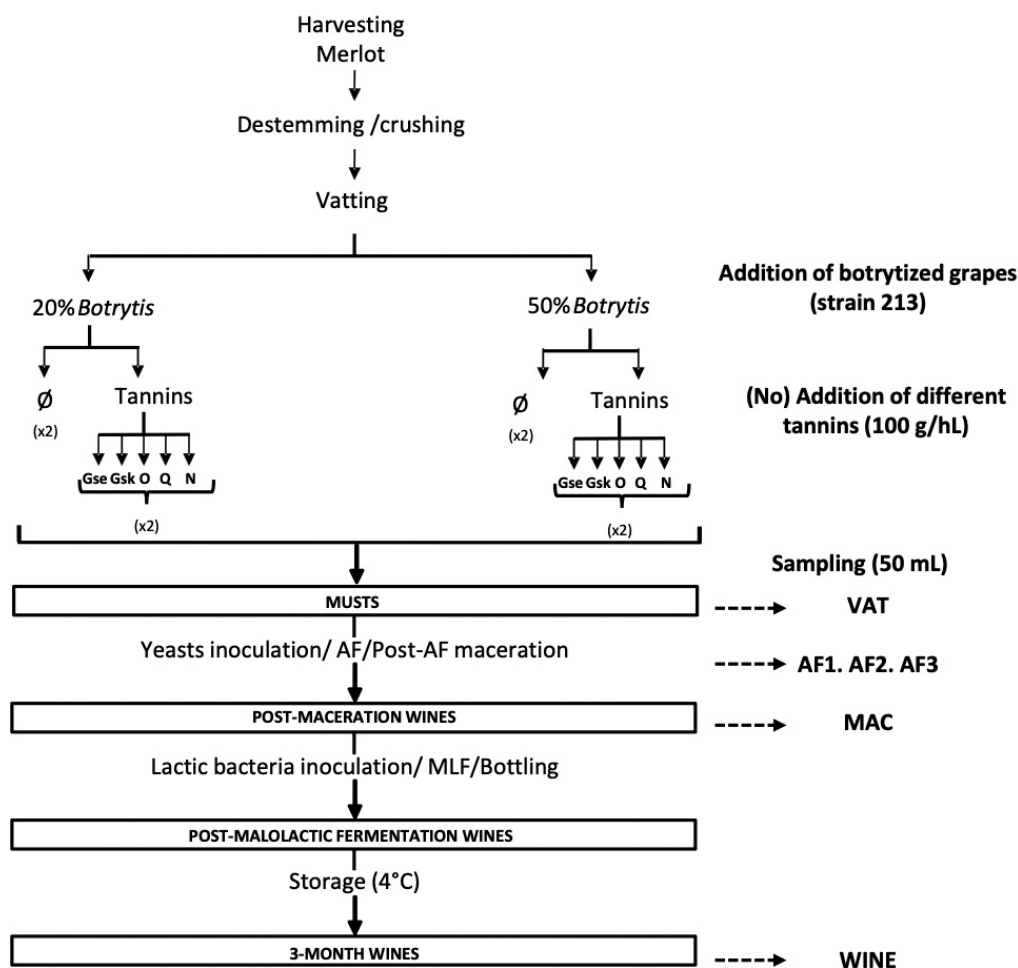 Harvesting
Merlot
Destemming /crushing
Vatting
Addition of botrytized grapes
(strain 213)
20% Botrytis
50% Botrytis
Ø
Tannins
(x2)
Gse Gsk O Q N
(x2)
Ø
Tannins
(x2)
Gse Gsk O Q N
(x2)
(No) Addition of different
tannins (100 g/hL)
Sampling (50 mL)
MUSTS
VAT
Yeasts inoculation/ AF/Post-AF maceration
AF1. AF2. AF3
POST-MACERATION WINES
MAC
Lactic bacteria inoculation/ MLF/Bottling
POST-MALOLACTIC FERMENTATION WINES
Storage (4°C)
3-MONTH WINES
WINE